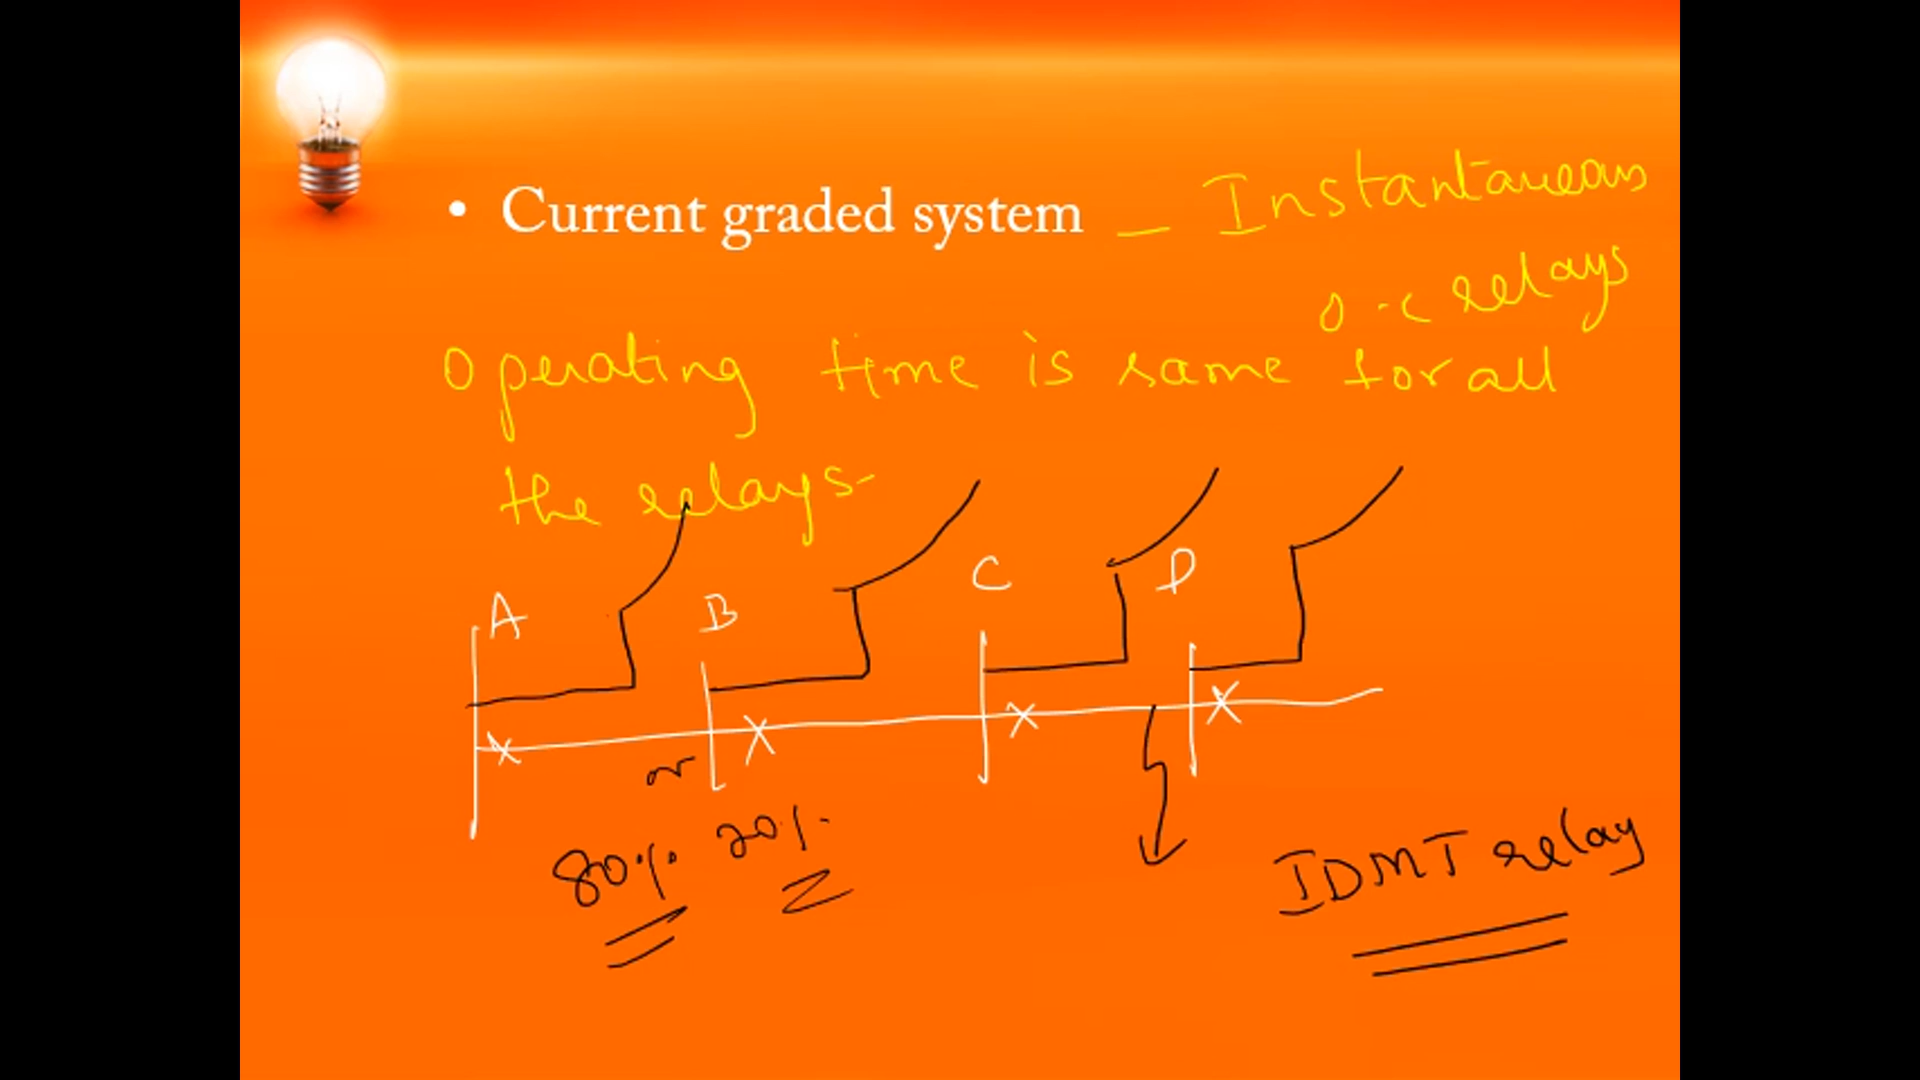 • Current graded system – Instantaneous
o.c relays
Operating time is same for all
the relays-
A B C D
or
80% 20%
IDMT relay